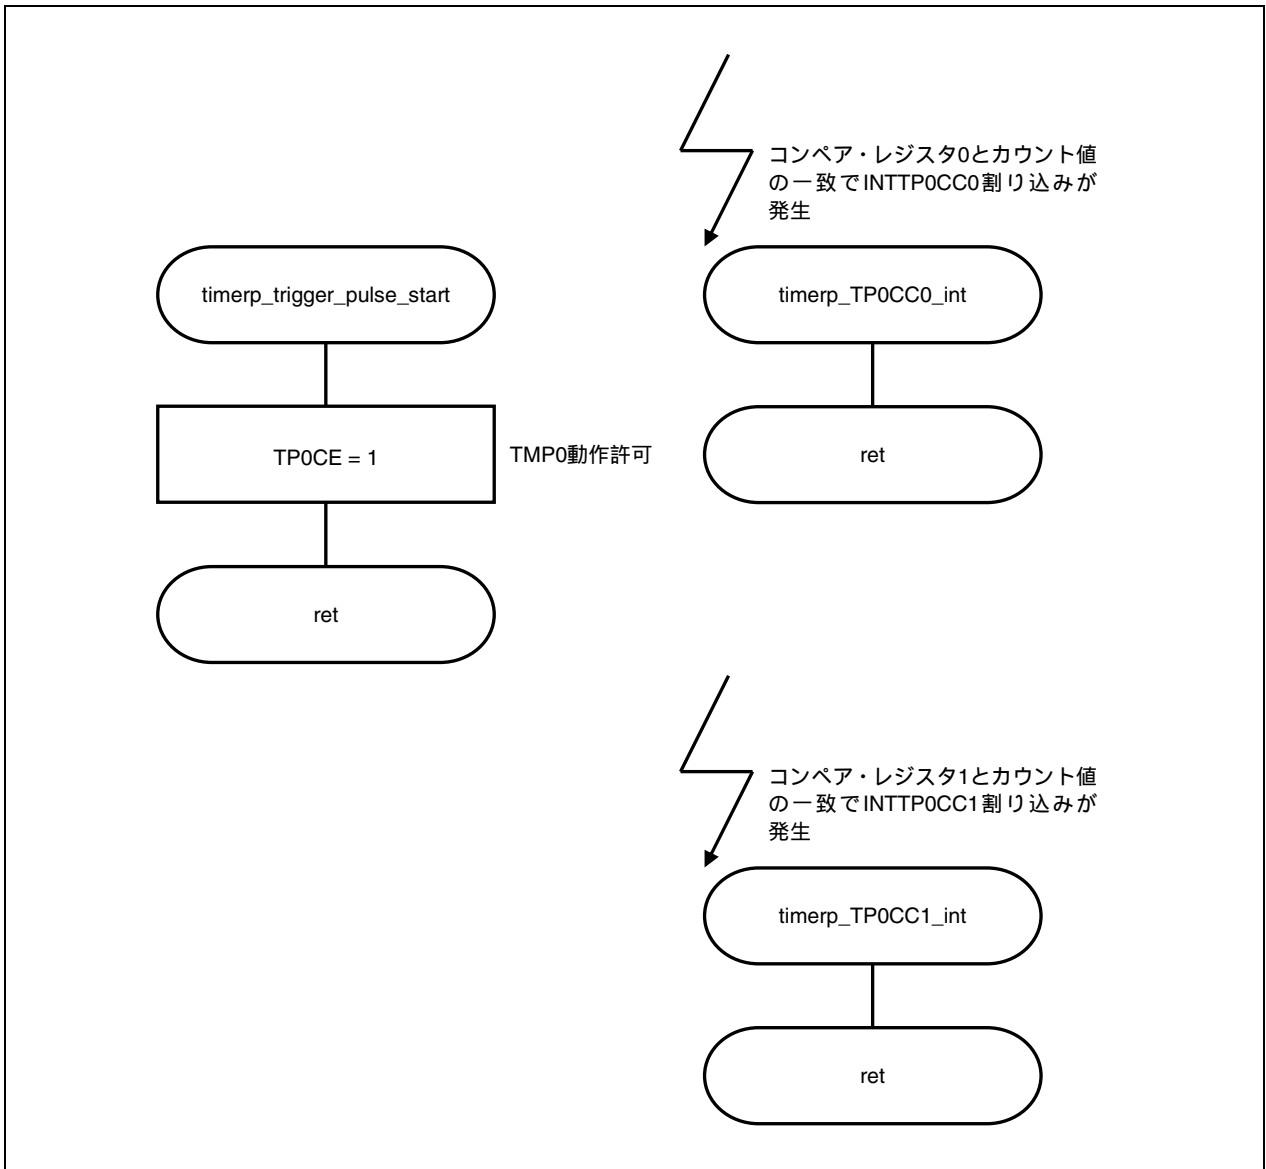 コンペア・レジスタ0とカウント値
の一致でINTTP0CC0割り込みが
発生
timerp_trigger_pulse_start
timerp_TP0CC0_int
TP0CE = 1
TMP0動作許可
ret
ret
コンペア・レジスタ1とカウント値
の一致でINTTP0CC1割り込みが
発生
timerp_TP0CC1_int
ret